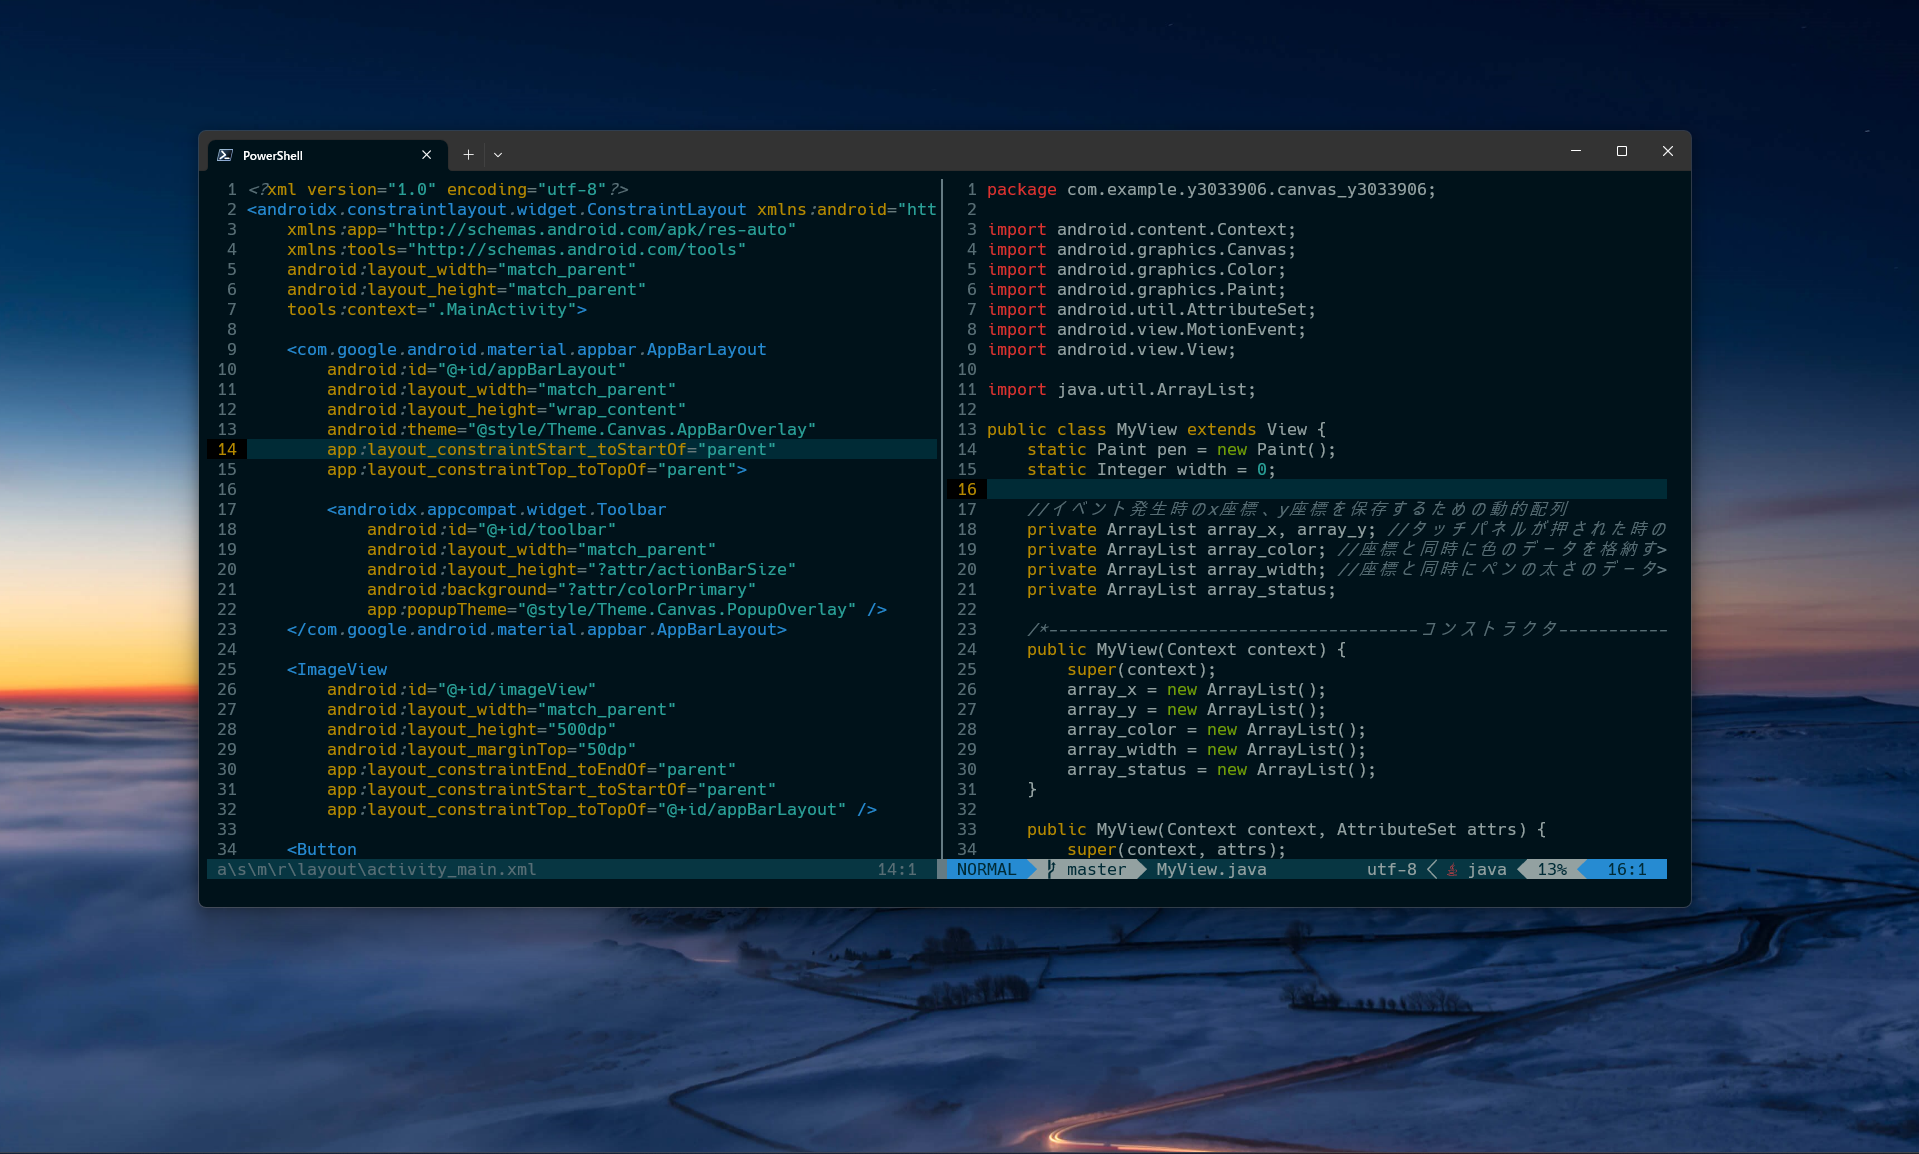 PowerShell
1 <?xml version="1.0" encoding="utf-8"?>
2 <androidx.constraintlayout.widget.ConstraintLayout xmlns:android="htt
3 xmlns:app="http://schemas.android.com/apk/res-auto"
4 xmlns:tools="http://schemas.android.com/tools"
5 android:layout_width="match_parent"
6 android:layout_height="match_parent"
7 tools:context=".MainActivity">
8
9 <com.google.android.material.appbar.AppBarLayout
10 android:id="@+id/appBarLayout"
11 android:layout_width="match_parent"
12 android:layout_height="wrap_content"
13 android:theme="@style/Theme.Canvas.AppBarOverlay"
14 app:layout_constraintStart_toStartOf="parent"
15 app:layout_constraintTop_toTopOf="parent">
16
17 <androidx.appcompat.widget.Toolbar
18 android:id="@+id/toolbar"
19 android:layout_width="match_parent"
20 android:layout_height="?attr/actionBarSize"
21 android:background="?attr/colorPrimary"
22 app:popupTheme="@style/Theme.Canvas.PopupOverlay" />
23 </com.google.android.material.appbar.AppBarLayout>
24
25 <ImageView
26 android:id="@+id/imageView"
27 android:layout_width="match_parent"
28 android:layout_height="500dp"
29 android:layout_marginTop="50dp"
30 app:layout_constraintEnd_toEndOf="parent"
31 app:layout_constraintStart_toStartOf="parent"
32 app:layout_constraintTop_toTopOf="@+id/appBarLayout" />
33
34 <Button
a\s\m\r\layout\activity_main.xml 14:1
1 package com.example.y3033906.canvas_y3033906;
2
3 import android.content.Context;
4 import android.graphics.Canvas;
5 import android.graphics.Color;
6 import android.graphics.Paint;
7 import android.util.AttributeSet;
8 import android.view.MotionEvent;
9 import android.view.View;
10
11 import java.util.ArrayList;
12
13 public class MyView extends View {
14 static Paint pen = new Paint();
15 static Integer width = 0;
16
17 //イベント発生時のx座標、y座標を保存するための動的配列
18 private ArrayList array_x, array_y; //タッチパネルが押された時の
19 private ArrayList array_color; //座標と同時に色のデータを格納す>
20 private ArrayList array_width; //座標と同時にペンの太さのデータ>
21 private ArrayList array_status;
22
23 /*-------------------------------------コンストラクタ-----------
24 public MyView(Context context) {
25 super(context);
26 array_x = new ArrayList();
27 array_y = new ArrayList();
28 array_color = new ArrayList();
29 array_width = new ArrayList();
30 array_status = new ArrayList();
31 }
32
33 public MyView(Context context, AttributeSet attrs) {
34 super(context, attrs);
NORMAL master MyView.java utf-8 java 13% 16:1